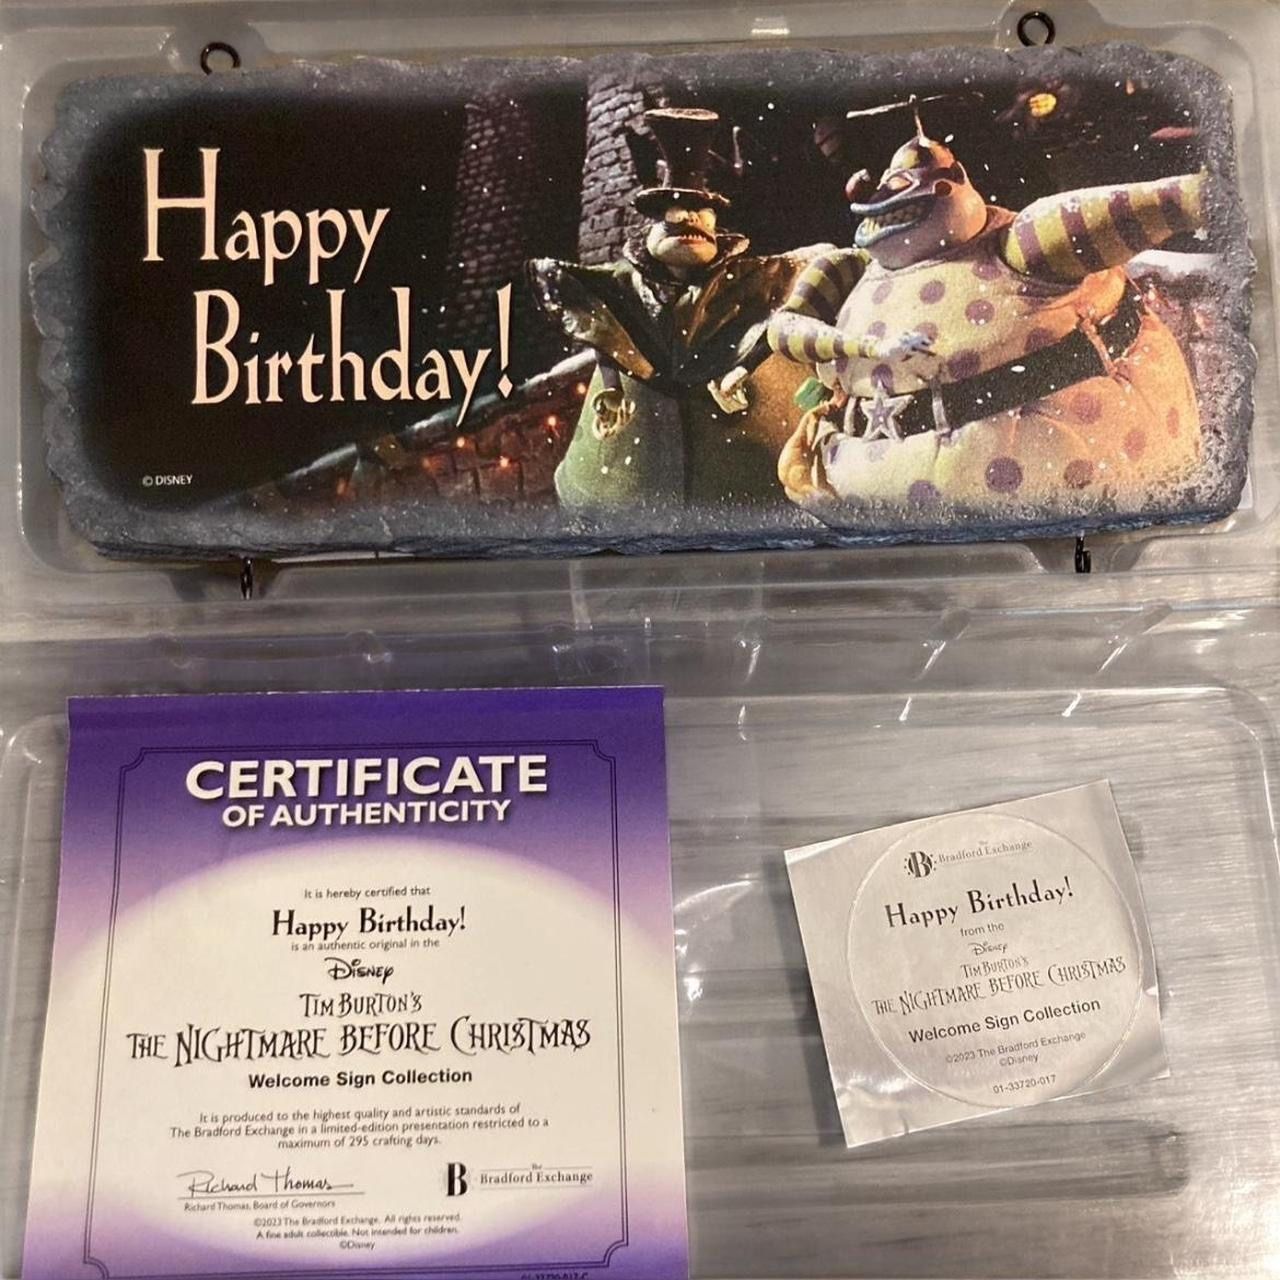 Happy
Birthday!
© DISNEY
CERTIFICATE
OF AUTHENTICITY
It is hereby certified that
Happy Birthday!
is an authentic original in the
Disney
TIM BURTON'S
THE NIGHTMARE BEFORE CHRISTMAS
Welcome Sign Collection
It is produced to the highest quality and artistic standards of
The Bradford Exchange in a limited-edition presentation restricted to a
maximum of 295 crafting days.
Richard Thomas
Richard Thomas, Board of Governors
B The Bradford Exchange
©2023 The Bradford Exchange. All rights reserved.
A fine adult collectible. Not intended for children.
©Disney
B The Bradford Exchange
Happy Birthday!
from the
Disney
TIM BURTON'S
THE NIGHTMARE BEFORE CHRISTMAS
Welcome Sign Collection
©2023 The Bradford Exchange
©Disney
01-33720-017